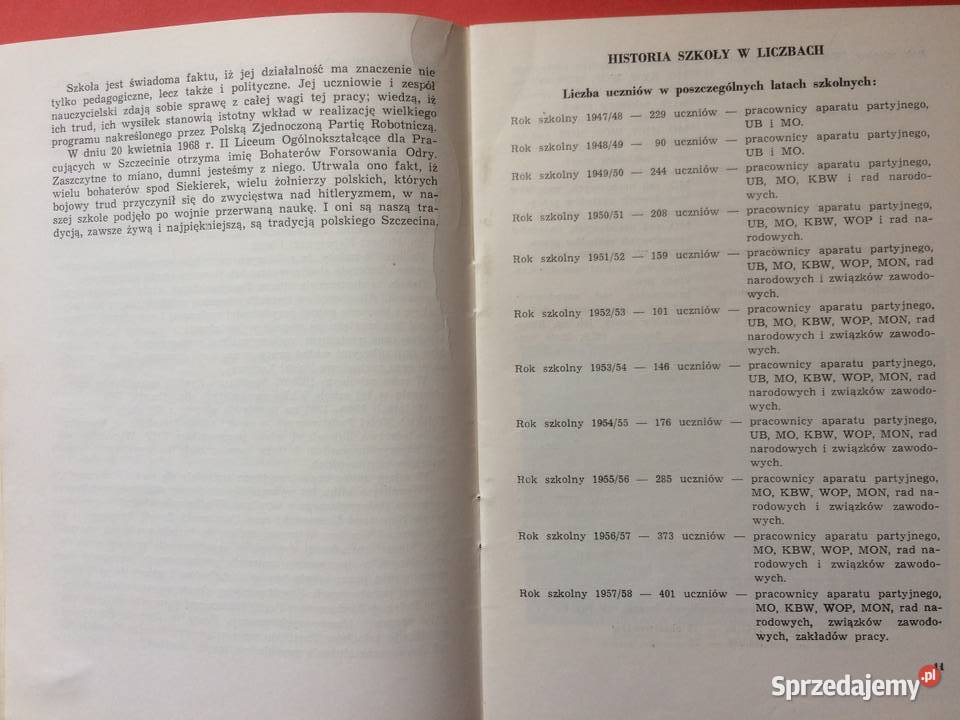 Szkoła jest świadoma faktu, iż jej działalność ma znaczenie nie
tylko pedagogiczne, lecz także i polityczne. Jej uczniowie i zespół
nauczycielski zdają sobie sprawę z całej wagi tej pracy; wiedzą, iż
ich trud, ich wysiłek stanowią istotny wkład w realizację wielkiego
programu nakreślonego przez Polską Zjednoczoną Partię Robotniczą.
W dniu 20 kwietnia 1968 r. II Liceum Ogólnokształcące dla Pra-
cujących w Szczecinie otrzyma imię Bohaterów Forsowania Odry.
Zaszczytne to miano, dumni jesteśmy z niego. Utrwala ono fakt, iż
wielu bohaterów spod Siekierek, wielu żołnierzy polskich, których
bojowy trud przyczynił się do zwycięstwa nad hitleryzmem, w na-
szej szkole podjęło po wojnie przerwaną naukę. I oni są naszą tra-
dycją, zawsze żywą i najpiękniejszą, są tradycją polskiego Szczecina.
HISTORIA SZKOŁY W LICZBACH
Liczba uczniów w poszczególnych latach szkolnych:
Rok szkolny 1947/48 — 229 uczniów — pracownicy aparatu partyjnego,
UB i MO.
Rok szkolny 1948/49 — 90 uczniów — pracownicy aparatu partyjnego,
UB i MO.
Rok szkolny 1949/50 — 244 uczniów — pracownicy aparatu partyjnego,
UB, MO, KBW i rad narodo-
wych.
Rok szkolny 1950/51 — 208 uczniów — pracownicy aparatu partyjnego,
UB, MO, KBW, WOP i rad na-
rodowych.
Rok szkolny 1951/52 — 159 uczniów — pracownicy aparatu partyjnego,
UB, MO, KBW, WOP, MON, rad
narodowych i związków zawodo-
wych.
Rok szkolny 1952/53 — 101 uczniów — pracownicy aparatu partyjnego,
UB, MO, KBW, WOP, MON, rad
narodowych i związków zawodo-
wych.
Rok szkolny 1953/54 — 146 uczniów — pracownicy aparatu partyjnego,
UB, MO, KBW, WOP, MON, rad
narodowych i związków zawodo-
wych.
Rok szkolny 1954/55 — 176 uczniów — pracownicy aparatu partyjnego,
UB, MO, KBW, WOP, MON, rad
narodowych i związków zawodo-
wych.
Rok szkolny 1955/56 — 285 uczniów — pracownicy aparatu partyjnego,
MO, KBW, WOP, MON, rad na-
rodowych i związków zawodo-
wych.
Rok szkolny 1956/57 — 373 uczniów — pracownicy aparatu partyjnego,
MO, KBW, WOP, MON, rad na-
rodowych i związków zawodo-
wych.
Rok szkolny 1957/58 — 401 uczniów — pracownicy aparatu partyjnego,
MO, KBW, WOP, MON, rad na-
rodowych, związków zawodo-
wych, zakładów pracy.
11
Sprzedajemy.pl